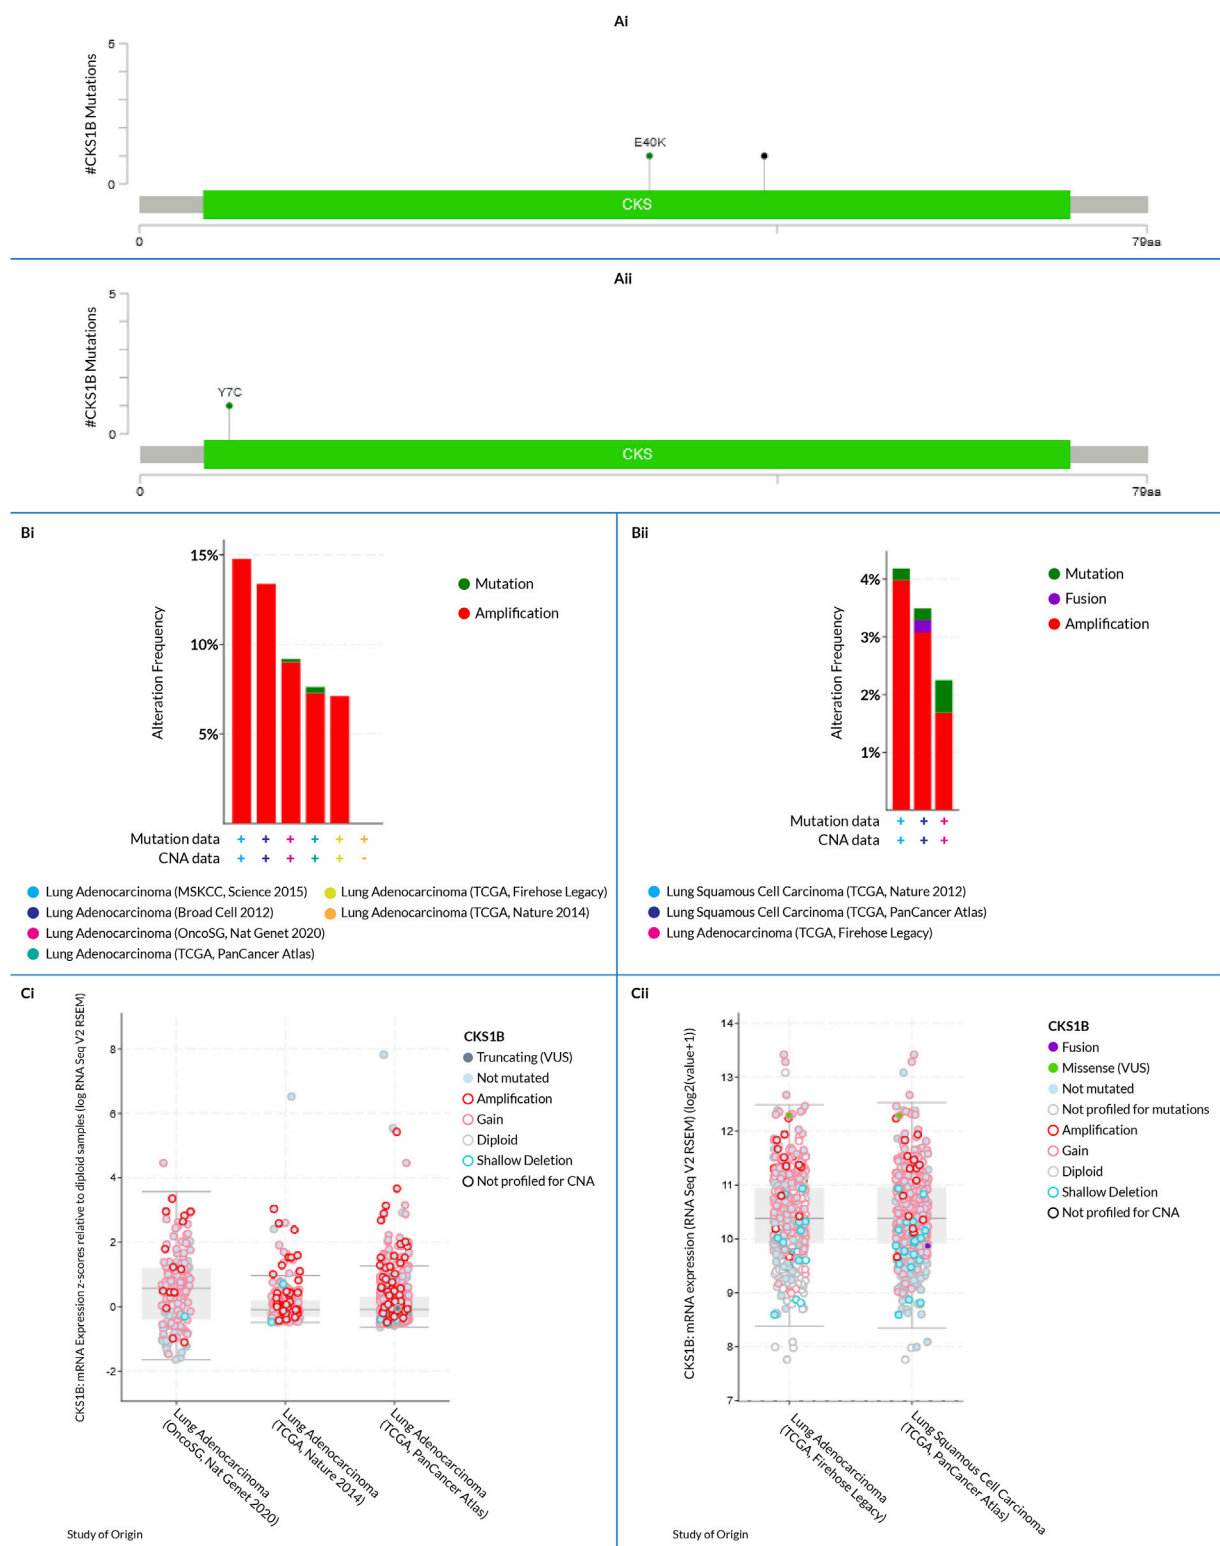 Ai
#CKS1B Mutations
5
0
E40K
CKS
0
79aa
Aii
#CKS1B Mutations
5
0
Y7C
CKS
0
79aa
Bi
Alteration Frequency
15%
10%
5%
Mutation
Amplification
Mutation data + + + + + +
CNA data + + + + + -
Lung Adenocarcinoma (MSKCC, Science 2015)
Lung Adenocarcinoma (Broad Cell 2012)
Lung Adenocarcinoma (OncoSG, Nat Genet 2020)
Lung Adenocarcinoma (TCGA, PanCancer Atlas)
Lung Adenocarcinoma (TCGA, Firehose Legacy)
Lung Adenocarcinoma (TCGA, Nature 2014)
Bii
Alteration Frequency
4%
3%
2%
1%
Mutation
Fusion
Amplification
Mutation data + + +
CNA data + + +
Lung Squamous Cell Carcinoma (TCGA, Nature 2012)
Lung Squamous Cell Carcinoma (TCGA, PanCancer Atlas)
Lung Adenocarcinoma (TCGA, Firehose Legacy)
Ci
CKS1B: mRNA Expression z-scores relative to diploid samples (log RNA Seq V2 RSEM)
8
6
4
2
0
-2
CKS1B
Truncating (VUS)
Not mutated
Amplification
Gain
Diploid
Shallow Deletion
Not profiled for CNA
Lung Adenocarcinoma
(OncoSG, Nat Genet 2020)
Lung Adenocarcinoma
(TCGA, Nature 2014)
Lung Adenocarcinoma
(TCGA, PanCancer Atlas)
Study of Origin
Cii
CKS1B: mRNA expression (RNA Seq V2 RSEM) (log2(value+1))
14
13
12
11
10
9
8
7
CKS1B
Fusion
Missense (VUS)
Not mutated
Not profiled for mutations
Amplification
Gain
Diploid
Shallow Deletion
Not profiled for CNA
Lung Adenocarcinoma
(TCGA, Firehose Legacy)
Lung Squamous Cell Carcinoma
(TCGA, PanCancer Atlas)
Study of Origin